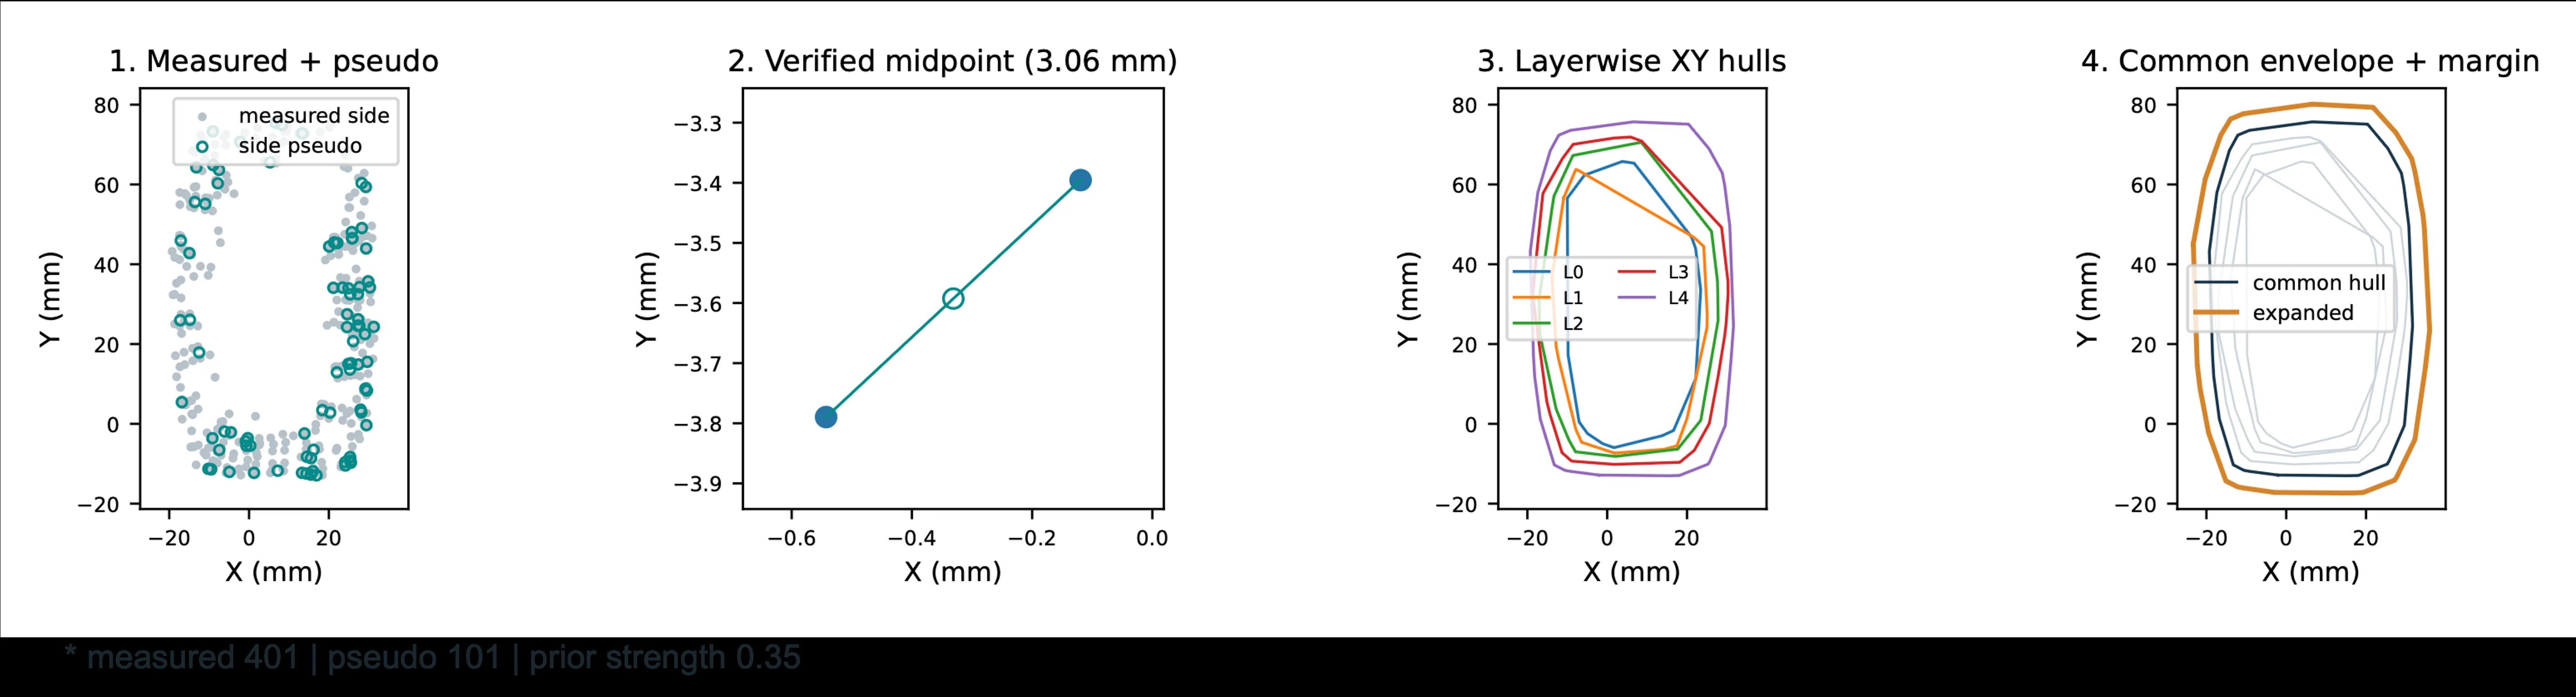 1. Measured + pseudo
measured side
side pseudo
80
60
40
20
0
−20
Y (mm)
−20 0 20
X (mm)
2. Verified midpoint (3.06 mm)
−3.3
−3.4
−3.5
−3.6
−3.7
−3.8
−3.9
Y (mm)
−0.6 −0.4 −0.2 0.0
X (mm)
3. Layerwise XY hulls
80
60
40
20
0
−20
Y (mm)
L0 L3
L1 L4
L2
−20 0 20
X (mm)
4. Common envelope + margin
80
60
40
20
0
−20
Y (mm)
common hull
expanded
−20 0 20
X (mm)
* measured 401 | pseudo 101 | prior strength 0.35